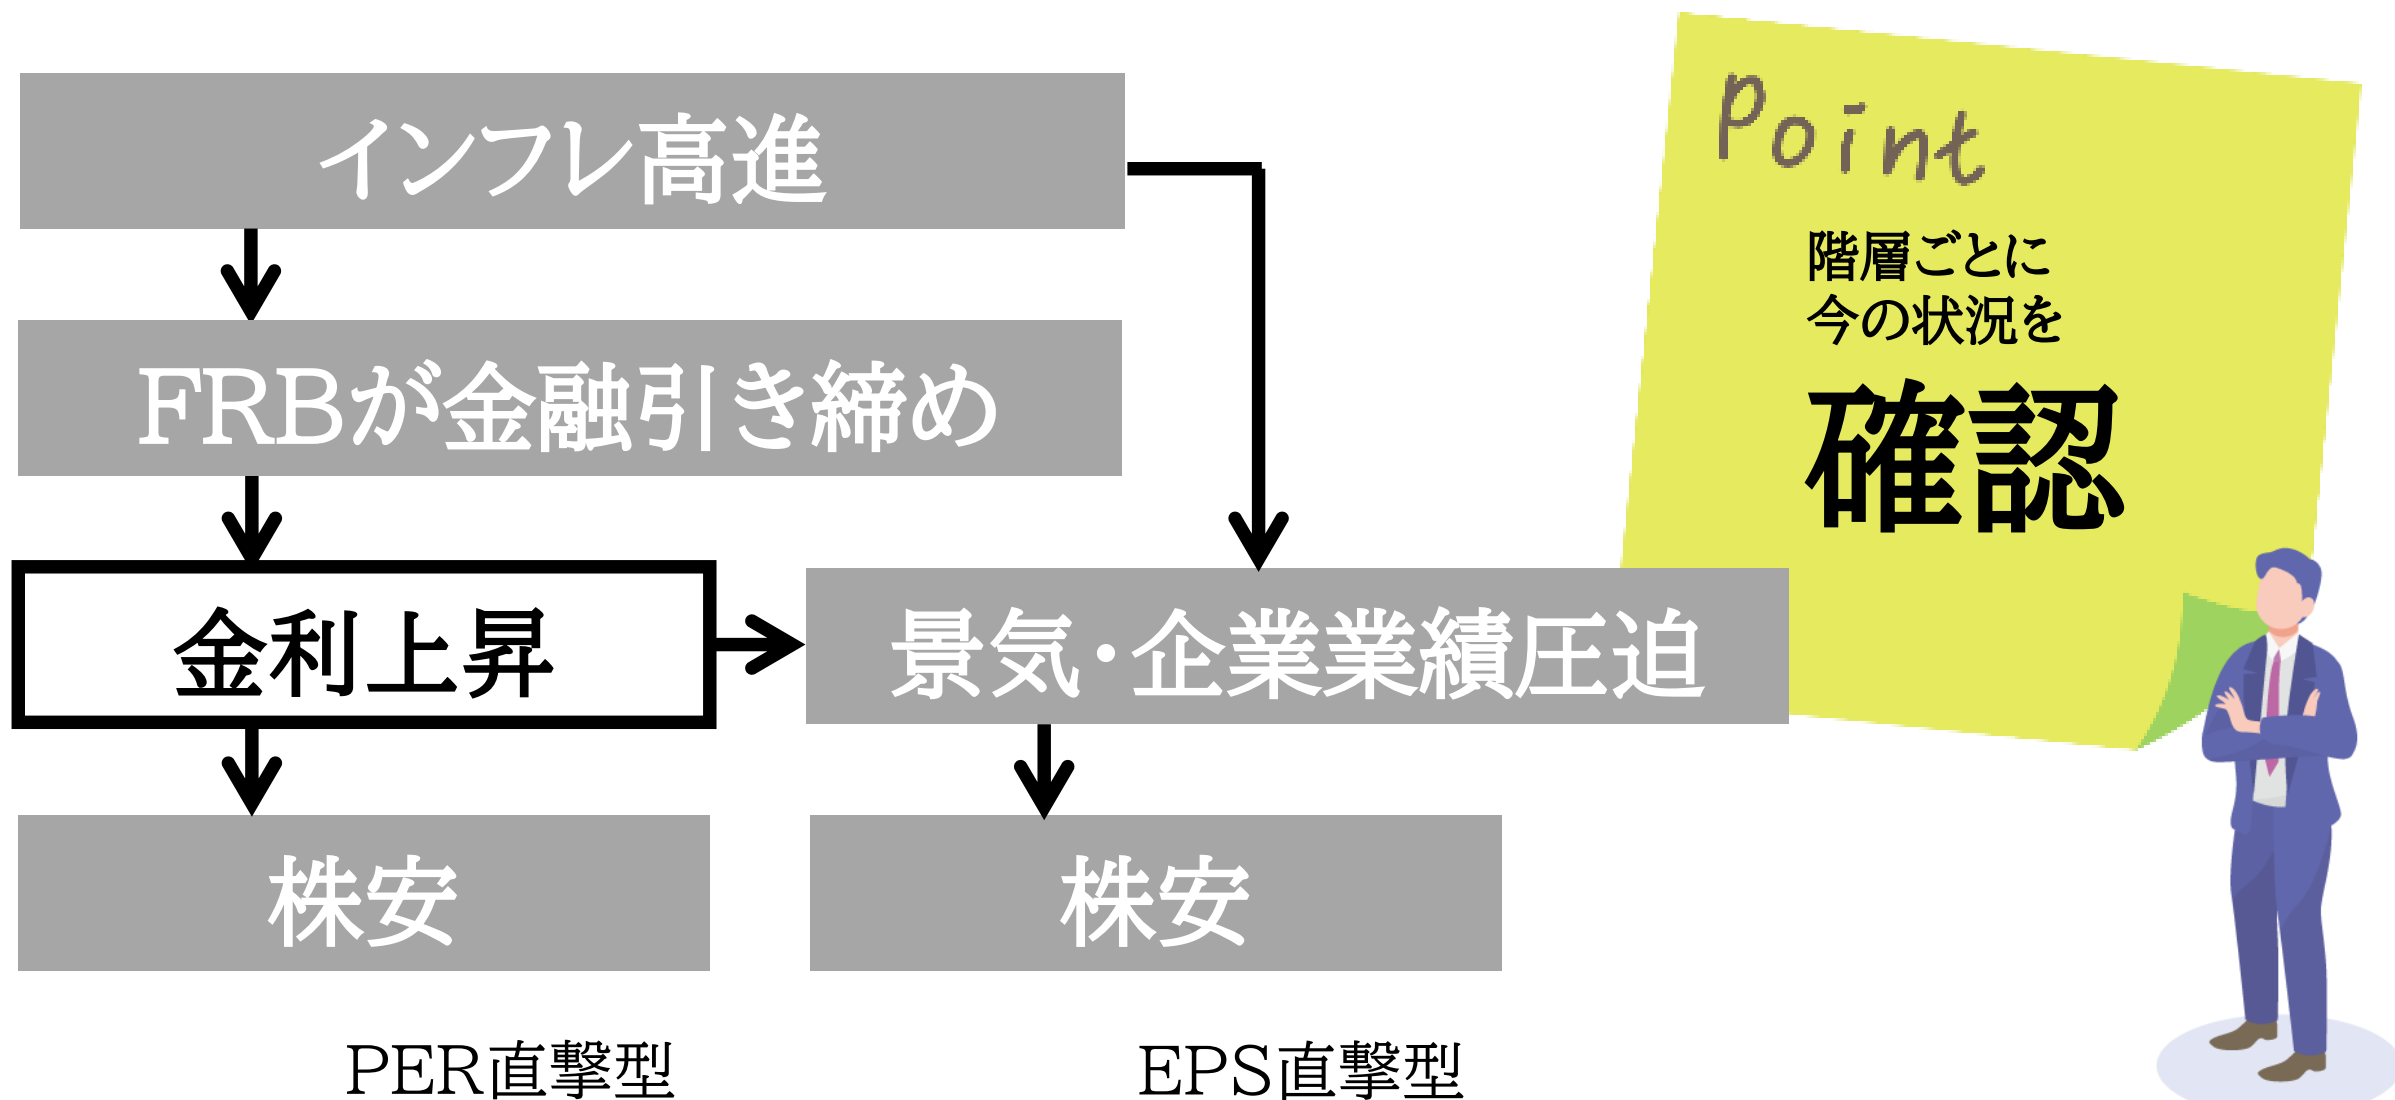 インフレ高進
FRBが金融引き締め
金利上昇
景気・企業業績圧迫
株安
株安
PER直撃型
EPS直撃型
Point
階層ごとに
今の状況を
確認